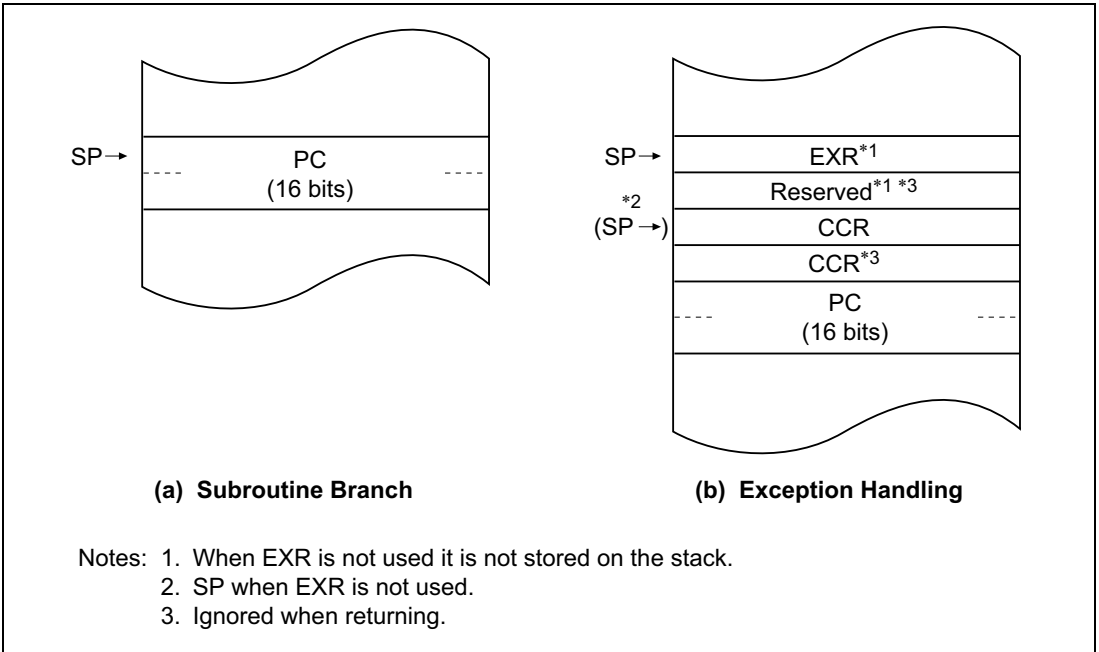 SP→
PC
(16 bits)
(a) Subroutine Branch
SP→
*2
(SP→)
EXR*1
Reserved*1 *3
CCR
CCR*3
PC
(16 bits)
(b) Exception Handling
Notes: 1. When EXR is not used it is not stored on the stack.
2. SP when EXR is not used.
3. Ignored when returning.